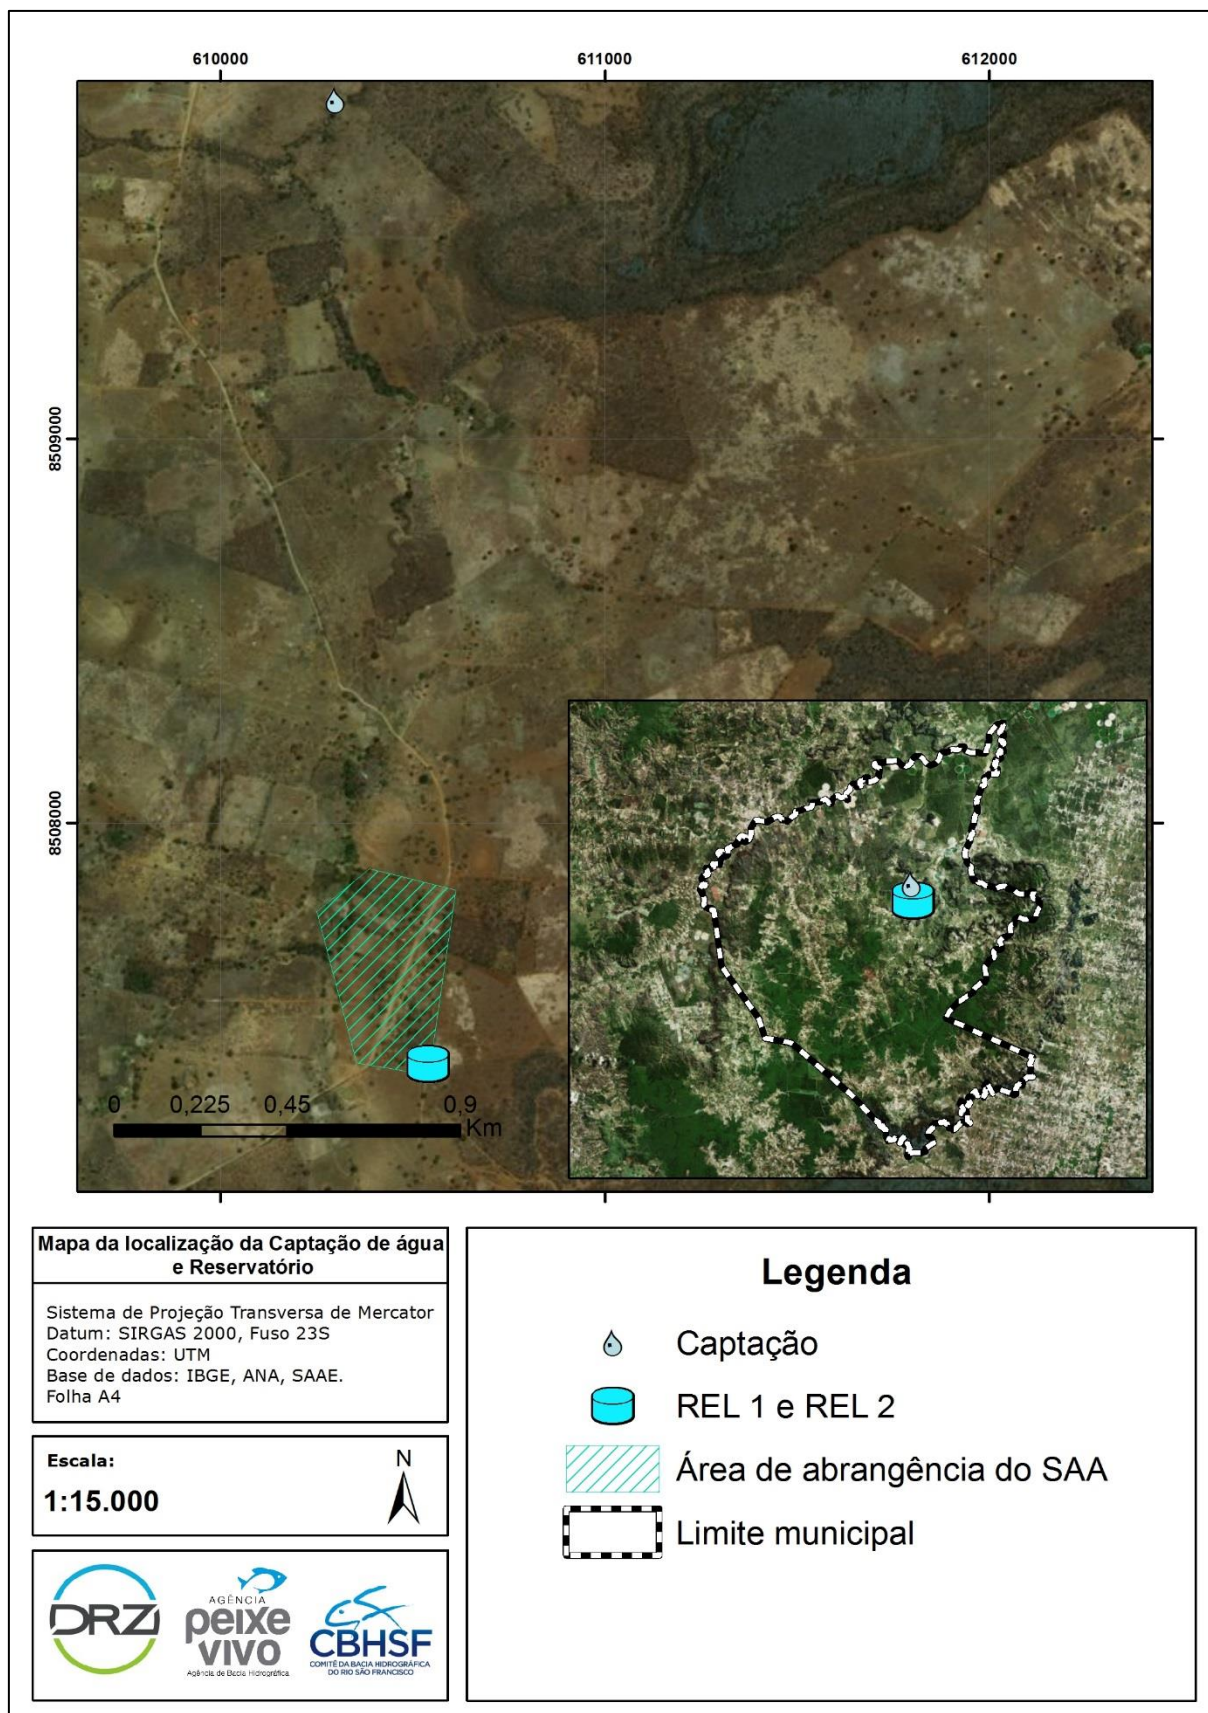 610000
611000
612000
8509000
8508000
0 0,225 0,45 0,9
Km
Mapa da localização da Captação de água
e Reservatório
Sistema de Projeção Transversa de Mercator
Datum: SIRGAS 2000, Fuso 23S
Coordenadas: UTM
Base de dados: IBGE, ANA, SAAE.
Folha A4
Escala:
1:15.000
N
DRZ
AGÊNCIA
peixe
vivo
Agência de Bacia Hidrográfica
CBHSF
COMITÊ DA BACIA HIDROGRÁFICA
DO RIO SÃO FRANCISCO
Legenda
Captação
REL 1 e REL 2
Área de abrangência do SAA
Limite municipal